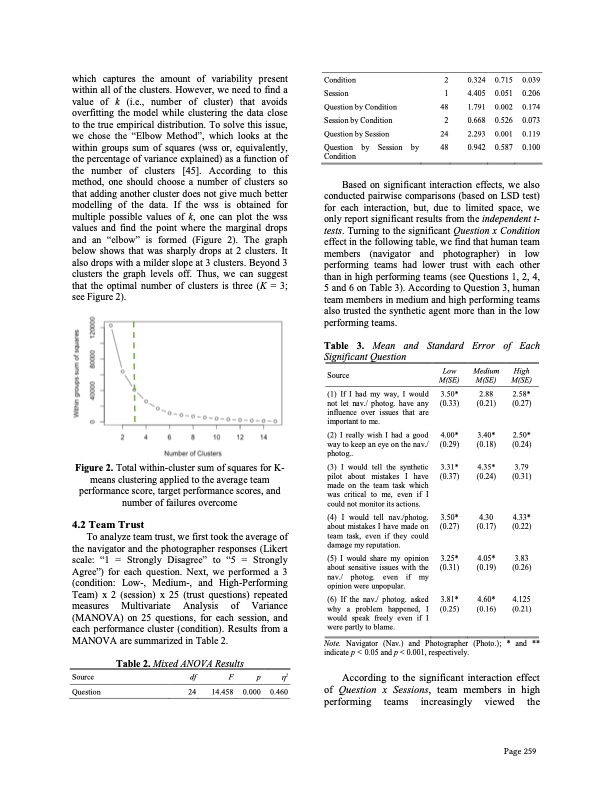 which captures the amount of variability present
within all of the clusters. However, we need to find a
value of k (i.e., number of cluster) that avoids
overfitting the model while clustering the data close
to the true empirical distribution. To solve this issue,
we chose the “Elbow Method”, which looks at the
within groups sum of squares (wss or, equivalently,
the percentage of variance explained) as a function of
the number of clusters [45]. According to this
method, one should choose a number of clusters so
that adding another cluster does not give much better
modelling of the data. If the wss is obtained for
multiple possible values of k, one can plot the wss
values and find the point where the marginal drops
and an “elbow” is formed (Figure 2). The graph
below shows that was sharply drops at 2 clusters. It
also drops with a milder slope at 3 clusters. Beyond 3
clusters the graph levels off. Thus, we can suggest
that the optimal number of clusters is three (K = 3;
see Figure 2).
Within groups sum of squares
0 40000 80000 120000
2 4 6 8 10 12 14
Number of Clusters
Figure 2. Total within-cluster sum of squares for K-
means clustering applied to the average team
performance score, target performance scores, and
number of failures overcome
4.2 Team Trust
To analyze team trust, we first took the average of
the navigator and the photographer responses (Likert
scale: “1 = Strongly Disagree” to “5 = Strongly
Agree”) for each question. Next, we performed a 3
(condition: Low-, Medium-, and High-Performing
Team) x 2 (session) x 25 (trust questions) repeated
measures Multivariate Analysis of Variance
(MANOVA) on 25 questions, for each session, and
each performance cluster (condition). Results from a
MANOVA are summarized in Table 2.
Table 2. Mixed ANOVA Results
Source df F p η²
Question 24 14.458 0.000 0.460
Condition 2 0.324 0.715 0.039
Session 1 4.405 0.051 0.206
Question by Condition 48 1.791 0.002 0.174
Session by Condition 2 0.668 0.526 0.073
Question by Session 24 2.293 0.001 0.119
Question by Session by 48 0.942 0.587 0.100
Condition
Based on significant interaction effects, we also
conducted pairwise comparisons (based on LSD test)
for each interaction, but, due to limited space, we
only report significant results from the independent t-
tests. Turning to the significant Question x Condition
effect in the following table, we find that human team
members (navigator and photographer) in low
performing teams had lower trust with each other
than in high performing teams (see Questions 1, 2, 4,
5 and 6 on Table 3). According to Question 3, human
team members in medium and high performing teams
also trusted the synthetic agent more than in the low
performing teams.
Table 3. Mean and Standard Error of Each
Significant Question
Source Low M(SE) Medium M(SE) High M(SE)
(1) If I had my way, I would 3.50* 2.88 2.58*
not let nav./ photog. have any (0.33) (0.21) (0.27)
influence over issues that are
important to me.
(2) I really wish I had a good 4.00* 3.40* 2.50*
way to keep an eye on the nav./ (0.29) (0.18) (0.24)
photog..
(3) I would tell the synthetic 3.31* 4.35* 3.79
pilot about mistakes I have (0.37) (0.24) (0.31)
made on the team task which
was critical to me, even if I
could not monitor its actions.
(4) I would tell nav./photog. 3.50* 4.30 4.33*
about mistakes I have made on (0.27) (0.17) (0.22)
team task, even if they could
damage my reputation.
(5) I would share my opinion 3.25* 4.05* 3.83
about sensitive issues with the (0.31) (0.19) (0.26)
nav./ photog. even if my
opinion were unpopular.
(6) If the nav./ photog. asked 3.81* 4.60* 4.125
why a problem happened, I (0.25) (0.16) (0.21)
would speak freely even if I
were partly to blame.
Note. Navigator (Nav.) and Photographer (Photo.); * and **
indicate p < 0.05 and p < 0.001, respectively.
According to the significant interaction effect
of Question x Sessions, team members in high
performing teams increasingly viewed the
Page 259